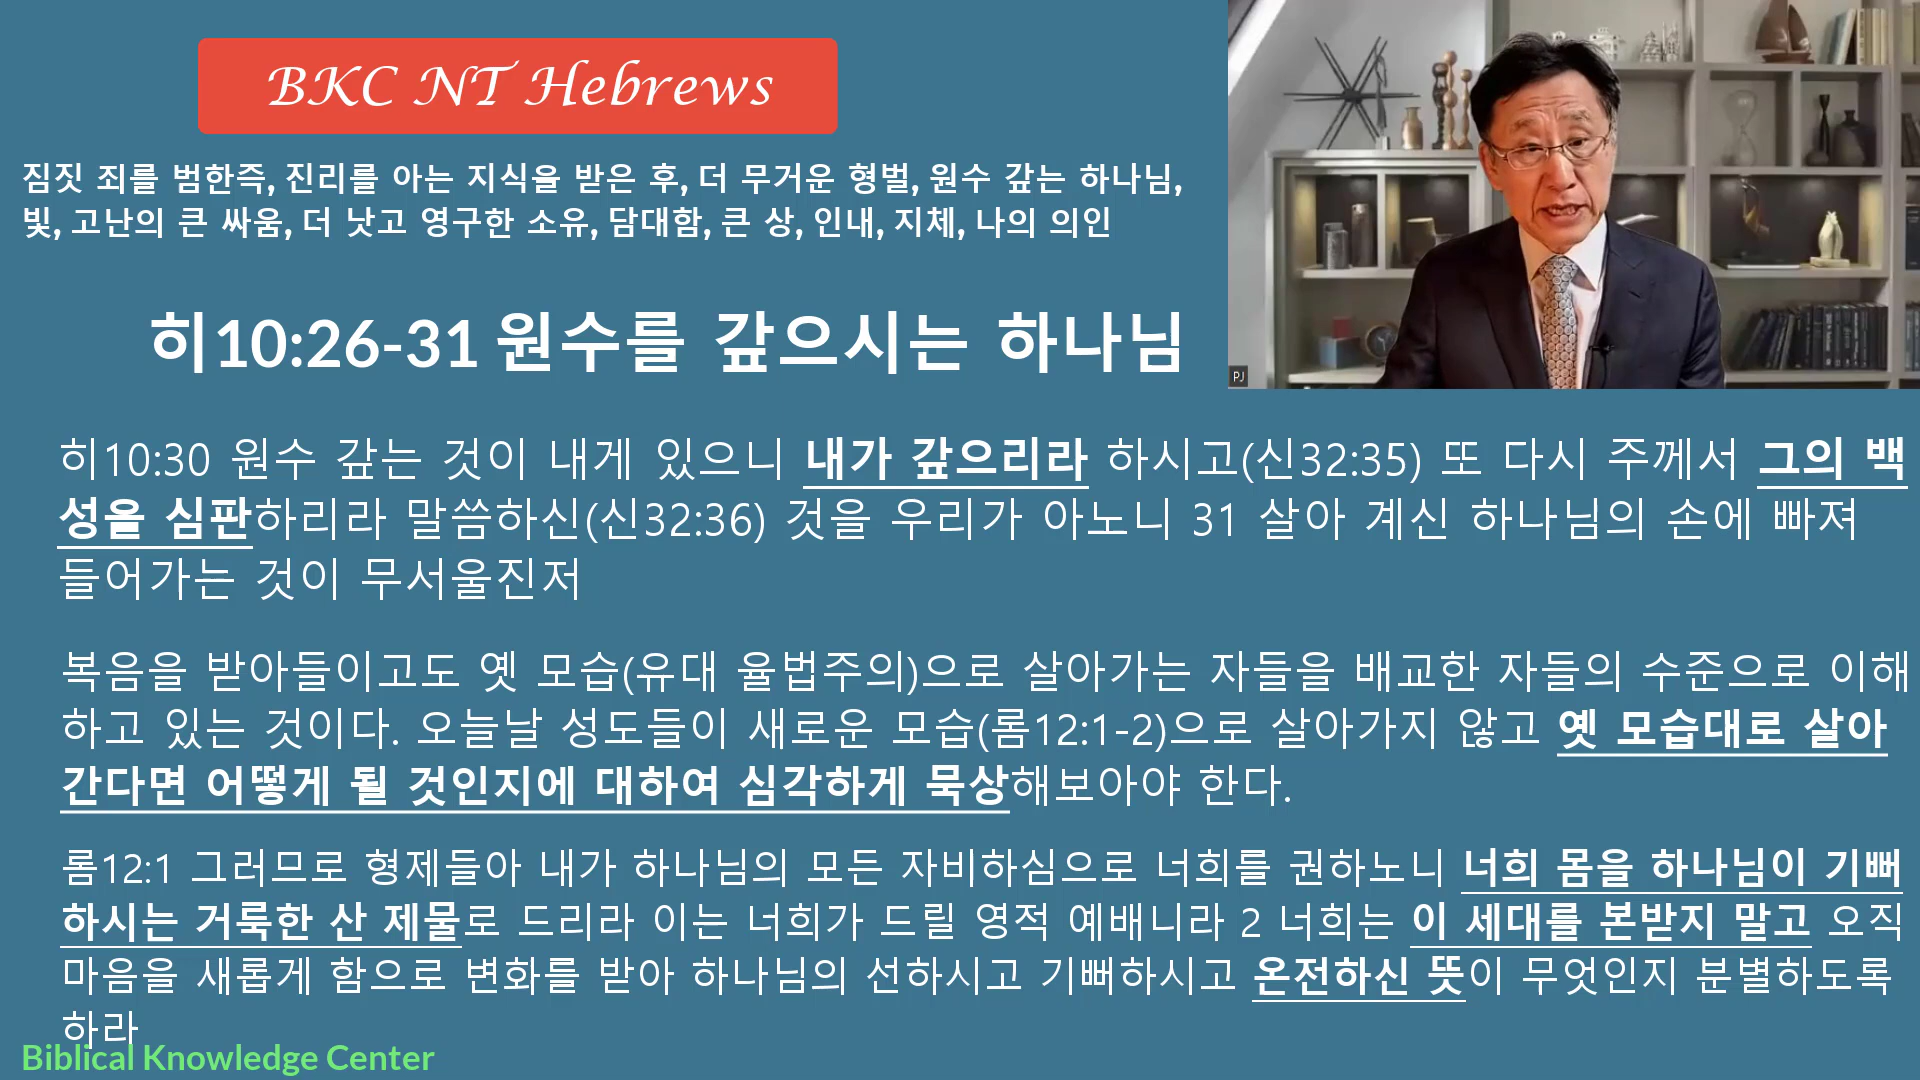 BKC NT Hebrews
짐짓 죄를 범한즉, 진리를 아는 지식을 받은 후, 더 무거운 형벌, 원수 갚는 하나님,
빛, 고난의 큰 싸움, 더 낫고 영구한 소유, 담대함, 큰 상, 인내, 지체, 나의 의인
히10:26-31 원수를 갚으시는 하나님
PJ
히10:30 원수 갚는 것이 내게 있으니 내가 갚으리라 하시고(신32:35) 또 다시 주께서 그의 백
성을 심판하리라 말씀하신(신32:36) 것을 우리가 아노니 31 살아 계신 하나님의 손에 빠져
들어가는 것이 무서울진저
복음을 받아들이고도 옛 모습(유대 율법주의)으로 살아가는 자들을 배교한 자들의 수준으로 이해
하고 있는 것이다. 오늘날 성도들이 새로운 모습(롬12:1-2)으로 살아가지 않고 옛 모습대로 살아
간다면 어떻게 될 것인지에 대하여 심각하게 묵상해보아야 한다.
롬12:1 그러므로 형제들아 내가 하나님의 모든 자비하심으로 너희를 권하노니 너희 몸을 하나님이 기뻐
하시는 거룩한 산 제물로 드리라 이는 너희가 드릴 영적 예배니라 2 너희는 이 세대를 본받지 말고 오직
마음을 새롭게 함으로 변화를 받아 하나님의 선하시고 기뻐하시고 온전하신 뜻이 무엇인지 분별하도록
하라
Biblical Knowledge Center